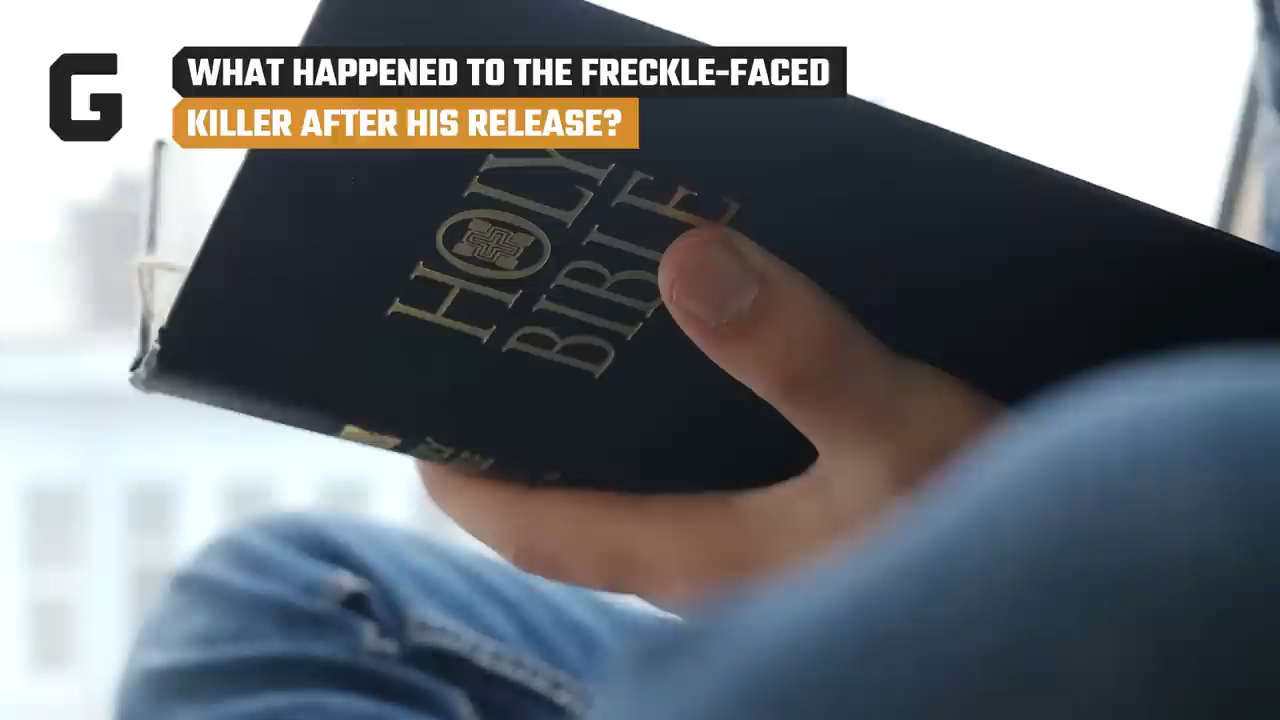 G
WHAT HAPPENED TO THE FRECKLE-FACED
KILLER AFTER HIS RELEASE?
HOLY
BIBLE